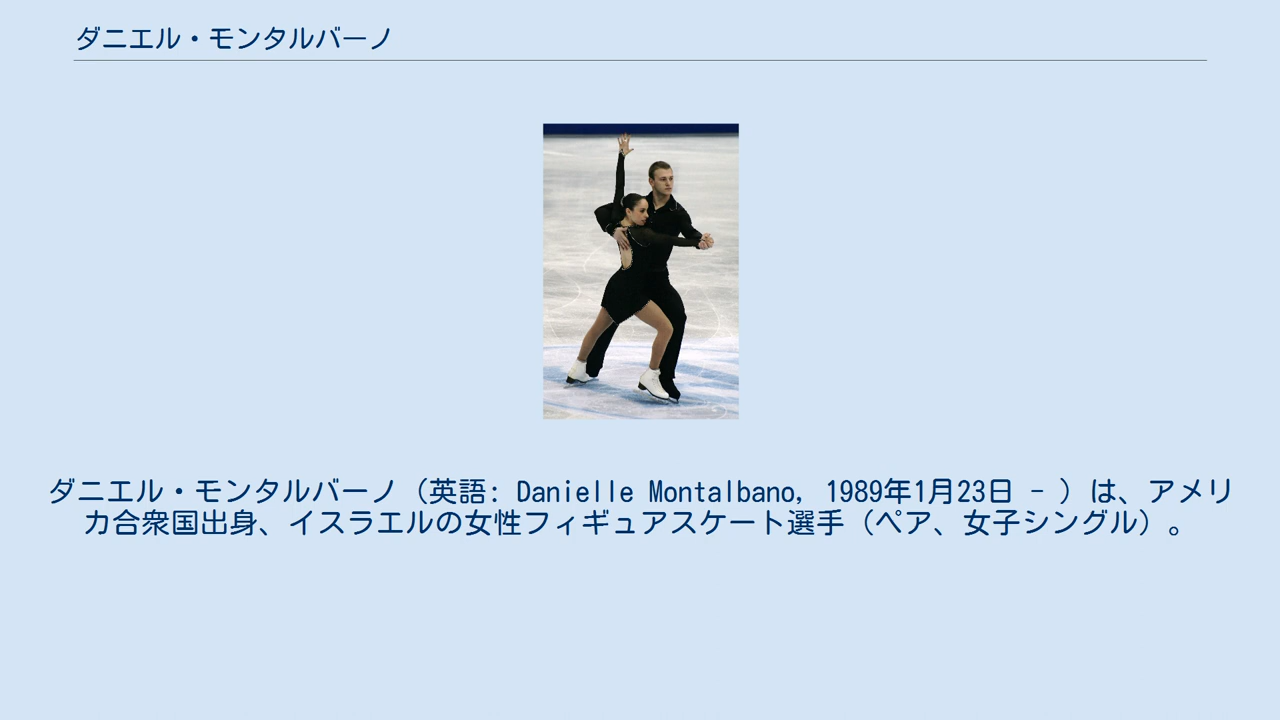 ダニエル・モンタルバーノ
ダニエル・モンタルバーノ（英語: Danielle Montalbano, 1989年1月23日 - ）は、アメリ
カ合衆国出身、イスラエルの女性フィギュアスケート選手（ペア、女子シングル）。